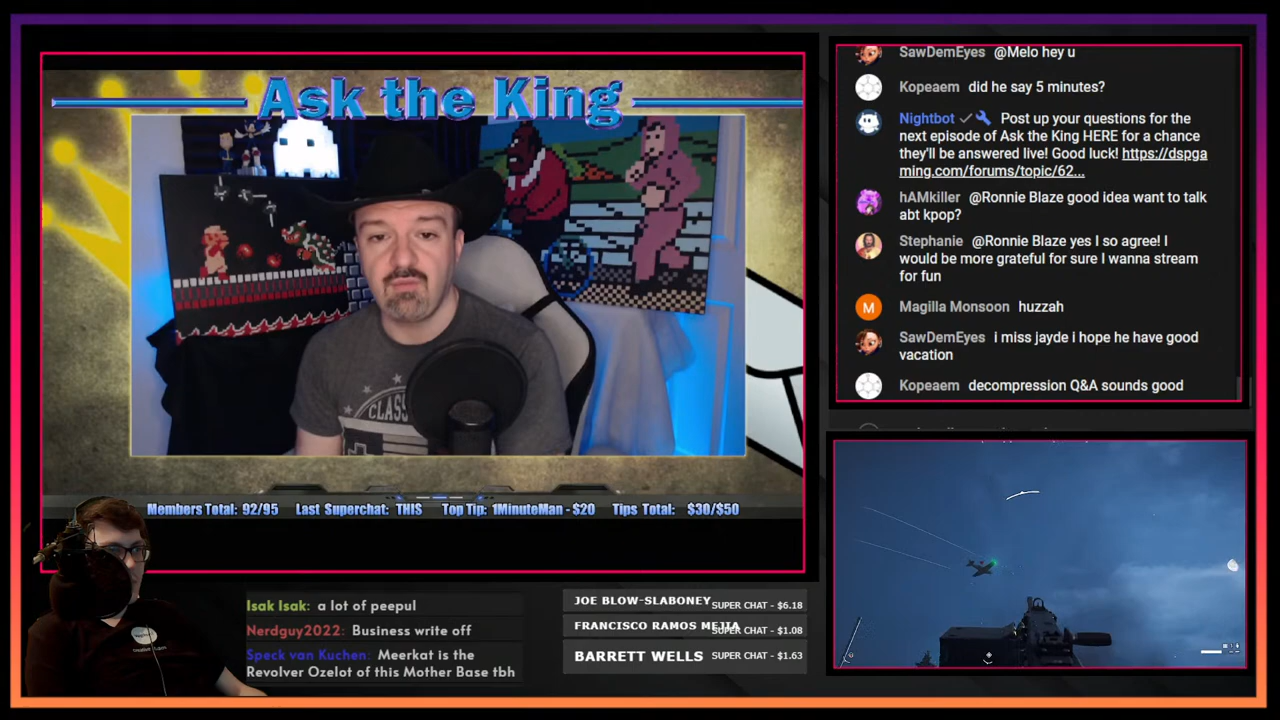 Ask the King
CLASS
Members Total: 92/95 Last Superchat: THIS Top Tip: 1MinuteMan - $20 Tips Total: $30/$50
SawDemEyes @Melo hey u
Kopeaem did he say 5 minutes?
Nightbot Post up your questions for the
next episode of Ask the King HERE for a chance
they'll be answered live! Good luck! https://dspga
ming.com/forums/topic/62...
hAMkiller @Ronnie Blaze good idea want to talk
abt kpop?
Stephanie @Ronnie Blaze yes I so agree! I
would be more grateful for sure I wanna stream
for fun
M Magilla Monsoon huzzah
SawDemEyes i miss jayde i hope he have good
vacation
Kopeaem decompression Q&A sounds good
Isak Isak: a lot of peepul
Nerdguy2022: Business write off
Speck van Kuchen: Meerkat is the
Revolver Ozelot of this Mother Base tbh
JOE BLOW-SLABONEY SUPER CHAT - $6.18
FRANCISCO RAMOS MEJIA SUPER CHAT - $1.08
BARRETT WELLS SUPER CHAT - $1.63